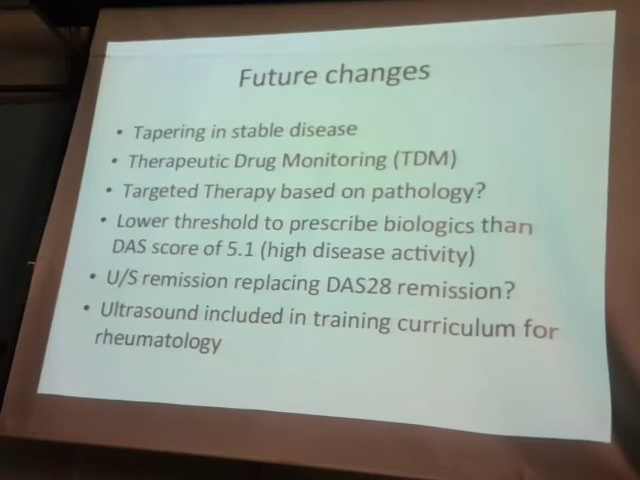 Future changes
• Tapering in stable disease
• Therapeutic Drug Monitoring (TDM)
• Targeted Therapy based on pathology?
• Lower threshold to prescribe biologics than
DAS score of 5.1 (high disease activity)
• U/S remission replacing DAS28 remission?
• Ultrasound included in training curriculum for
rheumatology